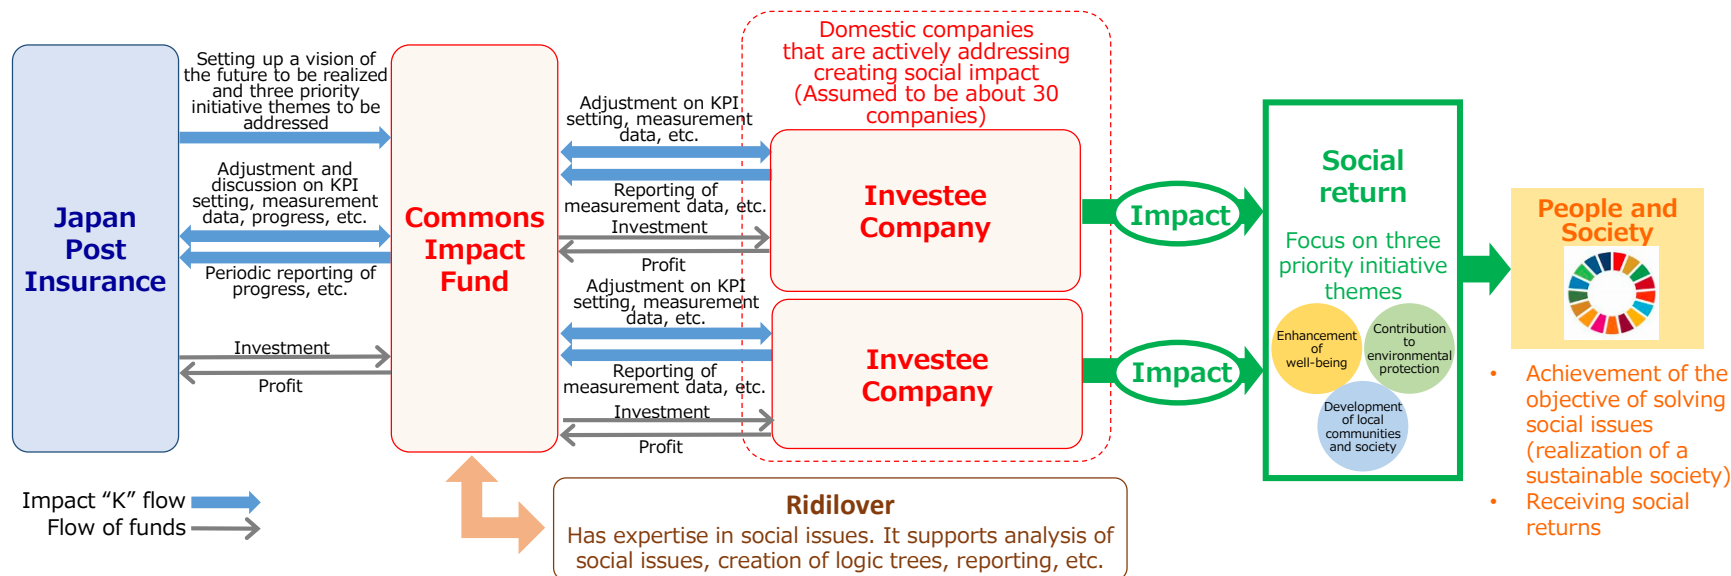 Japan
Post
Insurance
Setting up a vision of
the future to be realized
and three priority
initiative themes to be
addressed
Adjustment and
discussion on KPI
setting, measurement
data, progress, etc.
Periodic reporting of
progress, etc.
Investment
Profit
Commons
Impact
Fund
Domestic companies
that are actively addressing
creating social impact
(Assumed to be about 30
companies)
Adjustment on KPI
setting, measurement
data, etc.
Reporting of
measurement data, etc.
Investment
Profit
Investee
Company
Adjustment on KPI
setting, measurement
data, etc.
Reporting of
measurement data, etc.
Investment
Profit
Investee
Company
Impact
Impact
Social
return
Focus on three
priority initiative
themes
Enhancement
of
well-being
Contribution
to
environmental
protection
Development
of local
communities
and society
People and
Society
• Achievement of the
objective of solving
social issues
(realization of a
sustainable society)
• Receiving social
returns
Impact “K” flow
Flow of funds
Ridilover
Has expertise in social issues. It supports analysis of
social issues, creation of logic trees, reporting, etc.